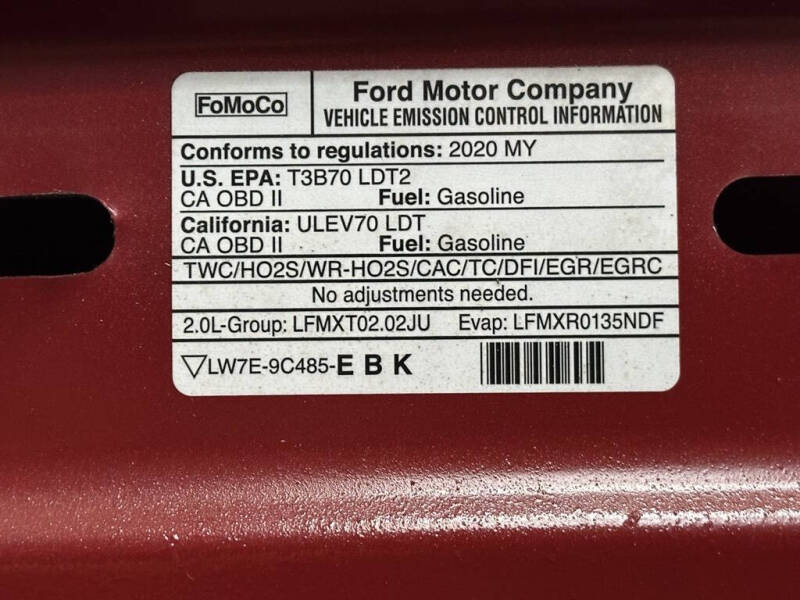 FoMoCo
Ford Motor Company
VEHICLE EMISSION CONTROL INFORMATION
Conforms to regulations: 2020 MY
U.S. EPA: T3B70 LDT2
CA OBD II Fuel: Gasoline
California: ULEV70 LDT
CA OBD II Fuel: Gasoline
TWC/HO2S/WR-HO2S/CAC/TC/DFI/EGR/EGRC
No adjustments needed.
2.0L-Group: LFMXT02.02JU Evap: LFMXR0135NDF
▽LW7E-9C485-E B K